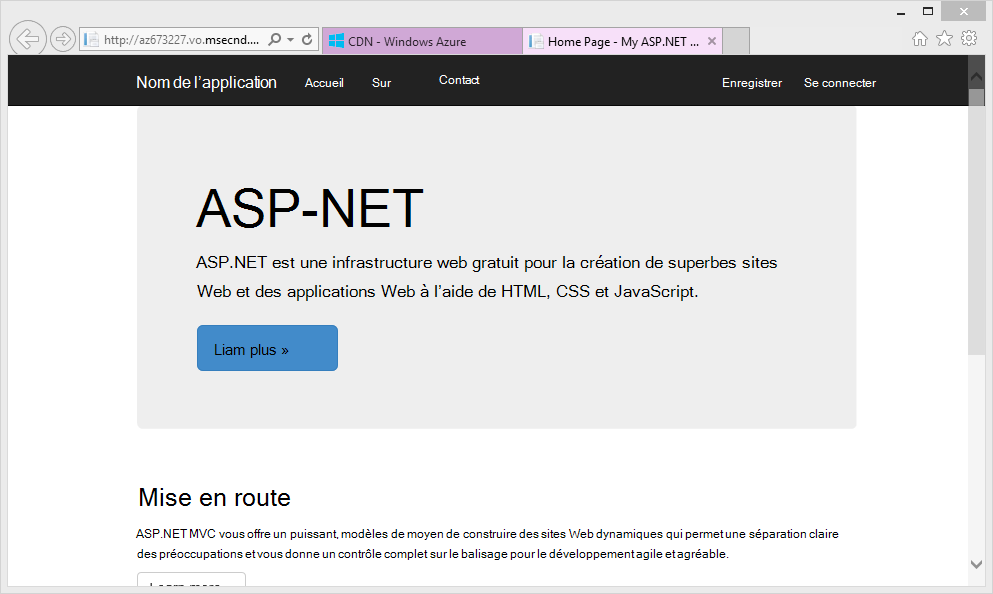 http://az673227.vo.msecnd....
CDN - Windows Azure
Home Page - My ASP.NET ...
Nom de l'application
Accueil
Sur
Contact
Enregistrer
Se connecter
ASP-NET
ASP.NET est une infrastructure web gratuit pour la création de superbes sites
Web et des applications Web à l'aide de HTML, CSS et JavaScript.
Liam plus »
Mise en route
ASP.NET MVC vous offre un puissant, modèles de moyen de construire des sites Web dynamiques qui permet une séparation claire
des préoccupations et vous donne un contrôle complet sur le balisage pour le développement agile et agréable.
Learn more